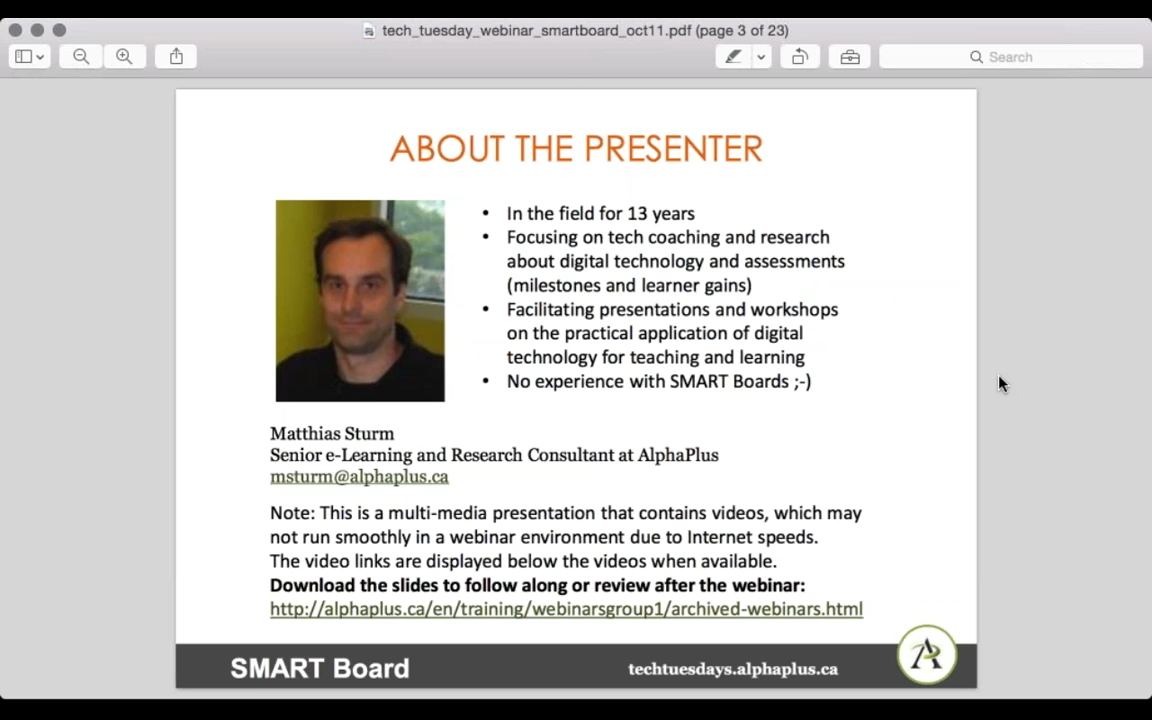 tech_tuesday_webinar_smartboard_oct11.pdf (page 3 of 23)
Search
ABOUT THE PRESENTER
• In the field for 13 years
• Focusing on tech coaching and research
about digital technology and assessments
(milestones and learner gains)
• Facilitating presentations and workshops
on the practical application of digital
technology for teaching and learning
• No experience with SMART Boards ;-)
Matthias Sturm
Senior e-Learning and Research Consultant at AlphaPlus
msturm@alphaplus.ca
Note: This is a multi-media presentation that contains videos, which may
not run smoothly in a webinar environment due to Internet speeds.
The video links are displayed below the videos when available.
Download the slides to follow along or review after the webinar:
http://alphaplus.ca/en/training/webinarsgroup1/archived-webinars.html
SMART Board
techtuesdays.alphaplus.ca